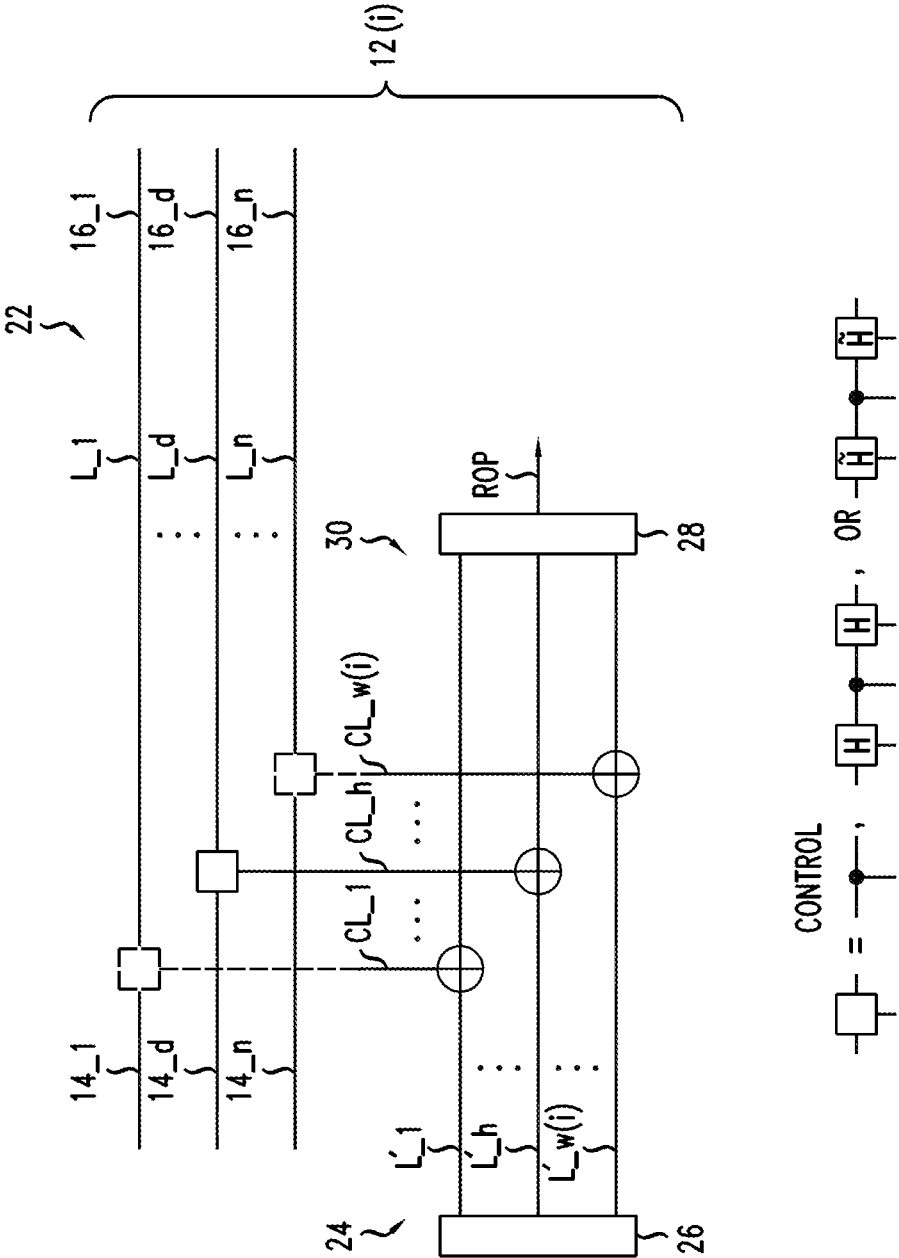 22
14_1 L_1 16_1
14_d L_d 16_d
14_n L_n 16_n
12(i)
CL_1 CL_h CL_w(i)
24 30
L'_1
L'_h ROP
L'_w(i)
26 28
CONTROL
= , H H , OR H̃ H̃